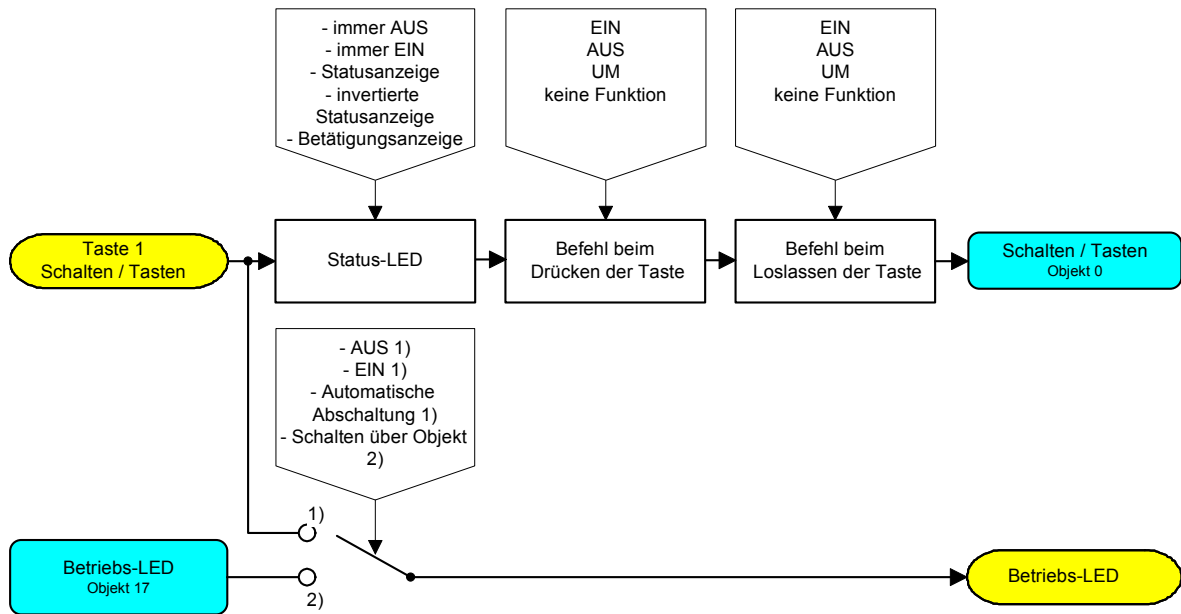 - immer AUS
- immer EIN
- Statusanzeige
- invertierte
Statusanzeige
- Betätigungsanzeige
EIN
AUS
UM
keine Funktion
EIN
AUS
UM
keine Funktion
Taste 1
Schalten / Tasten
Status-LED
Befehl beim
Drücken der Taste
Befehl beim
Loslassen der Taste
Schalten / Tasten
Objekt 0
- AUS 1)
- EIN 1)
- Automatische
Abschaltung 1)
- Schalten über Objekt
2)
1)
Betriebs-LED
Objekt 17
2)
Betriebs-LED